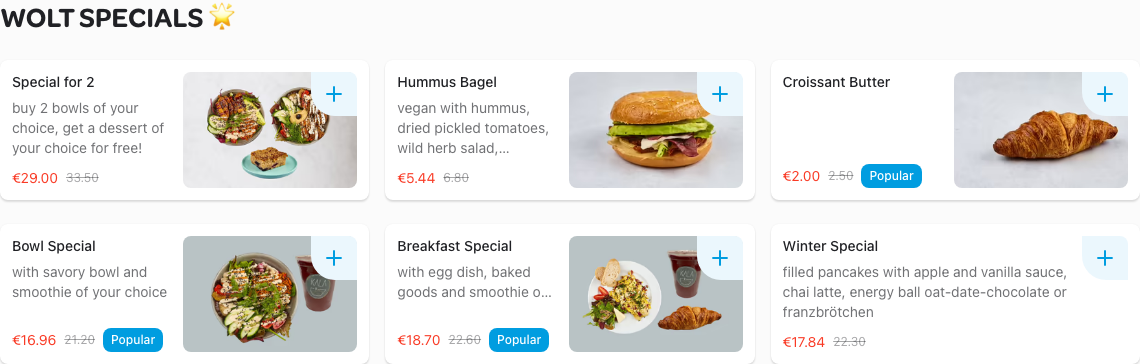 WOLT SPECIALS 🌟
Special for 2
buy 2 bowls of your
choice, get a dessert of
your choice for free!
€29.00 33.50
Hummus Bagel
vegan with hummus,
dried pickled tomatoes,
wild herb salad,...
€5.44 6.80
Croissant Butter
€2.00 2.50 Popular
Bowl Special
with savory bowl and
smoothie of your choice
€16.96 21.20 Popular
Breakfast Special
with egg dish, baked
goods and smoothie o...
€18.70 22.60 Popular
Winter Special
filled pancakes with apple and vanilla sauce,
chai latte, energy ball oat-date-chocolate or
franzbrötchen
€17.84 22.30